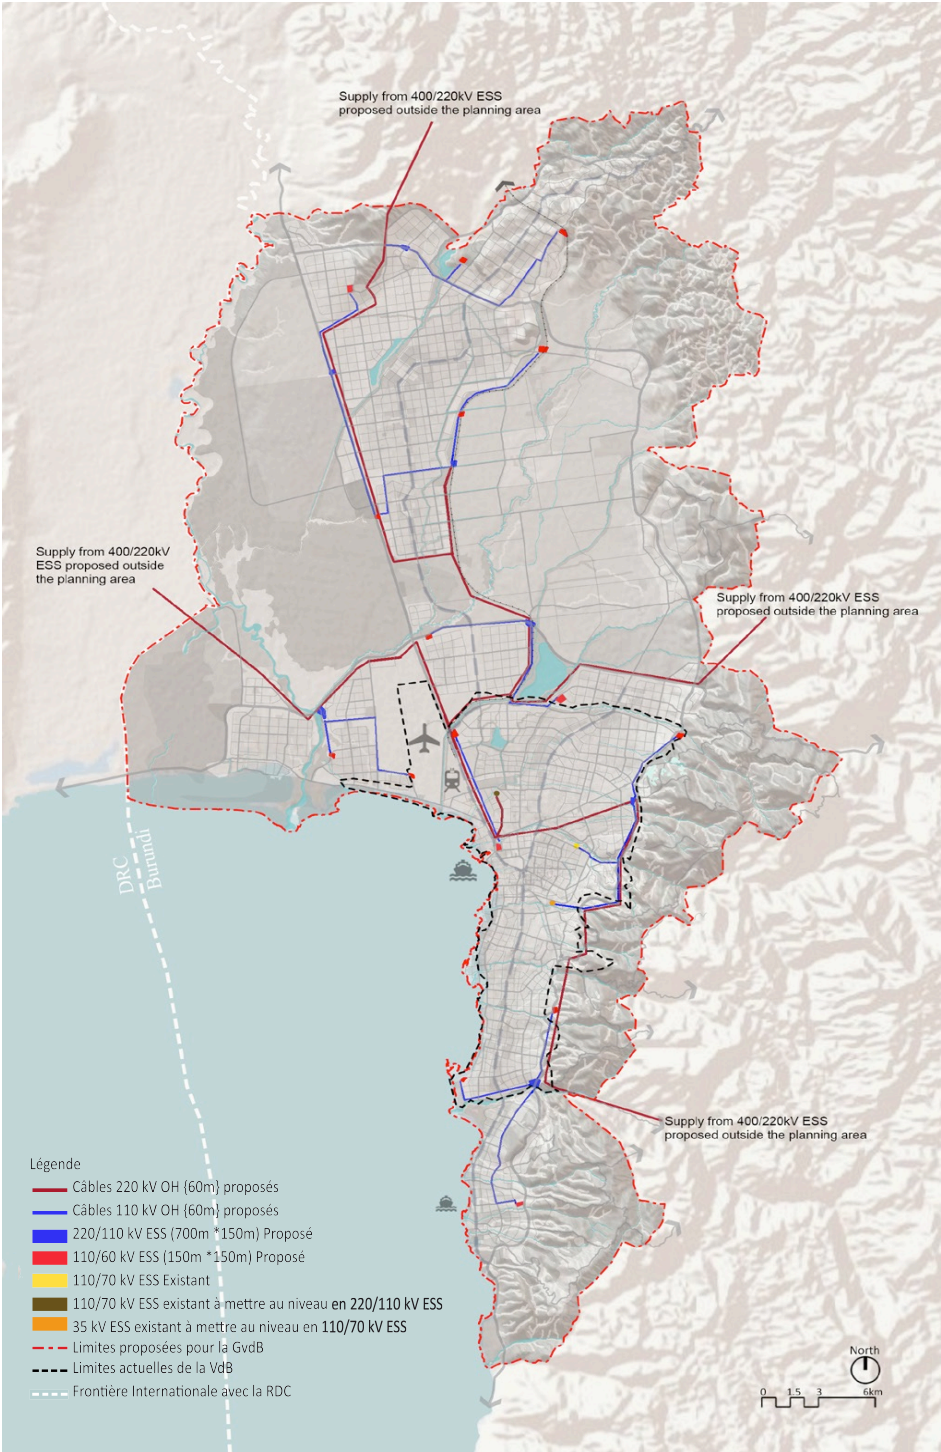 Supply from 400/220kV ESS
proposed outside the planning area
Supply from 400/220kV
ESS proposed outside
the planning area
Supply from 400/220kV ESS
proposed outside the planning area
DRC
Burundi
Supply from 400/220kV ESS
proposed outside the planning area
Légende
Câbles 220 kV OH {60m} proposés
Câbles 110 kV OH {60m} proposés
220/110 kV ESS (700m *150m) Proposé
110/60 kV ESS (150m *150m) Proposé
110/70 kV ESS Existant
110/70 kV ESS existant à mettre au niveau en 220/110 kV ESS
35 kV ESS existant à mettre au niveau en 110/70 kV ESS
Limites proposées pour la GvdB
Limites actuelles de la VdB
Frontière Internationale avec la RDC
North
0 1.5 3 6km